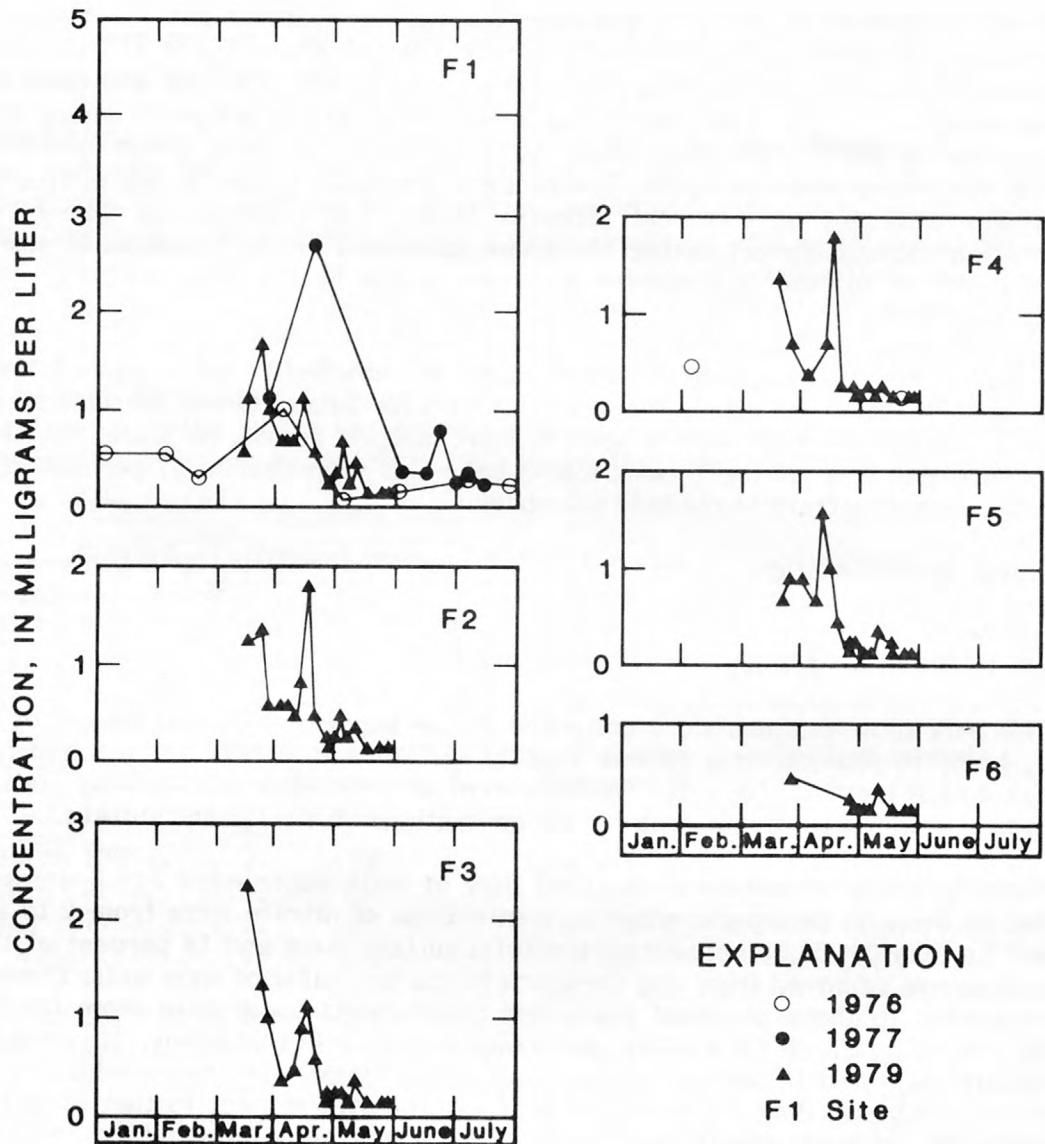 CONCENTRATION, IN MILLIGRAMS PER LITER
5
4
3
2
1
0
F1
2
1
0
F2
3
2
1
0
F3
Jan. Feb. Mar. Apr. May June July
2
1
0
F4
2
1
0
F5
1
0
F6
Jan. Feb. Mar. Apr. May June July
EXPLANATION
1976
1977
1979
F1 Site